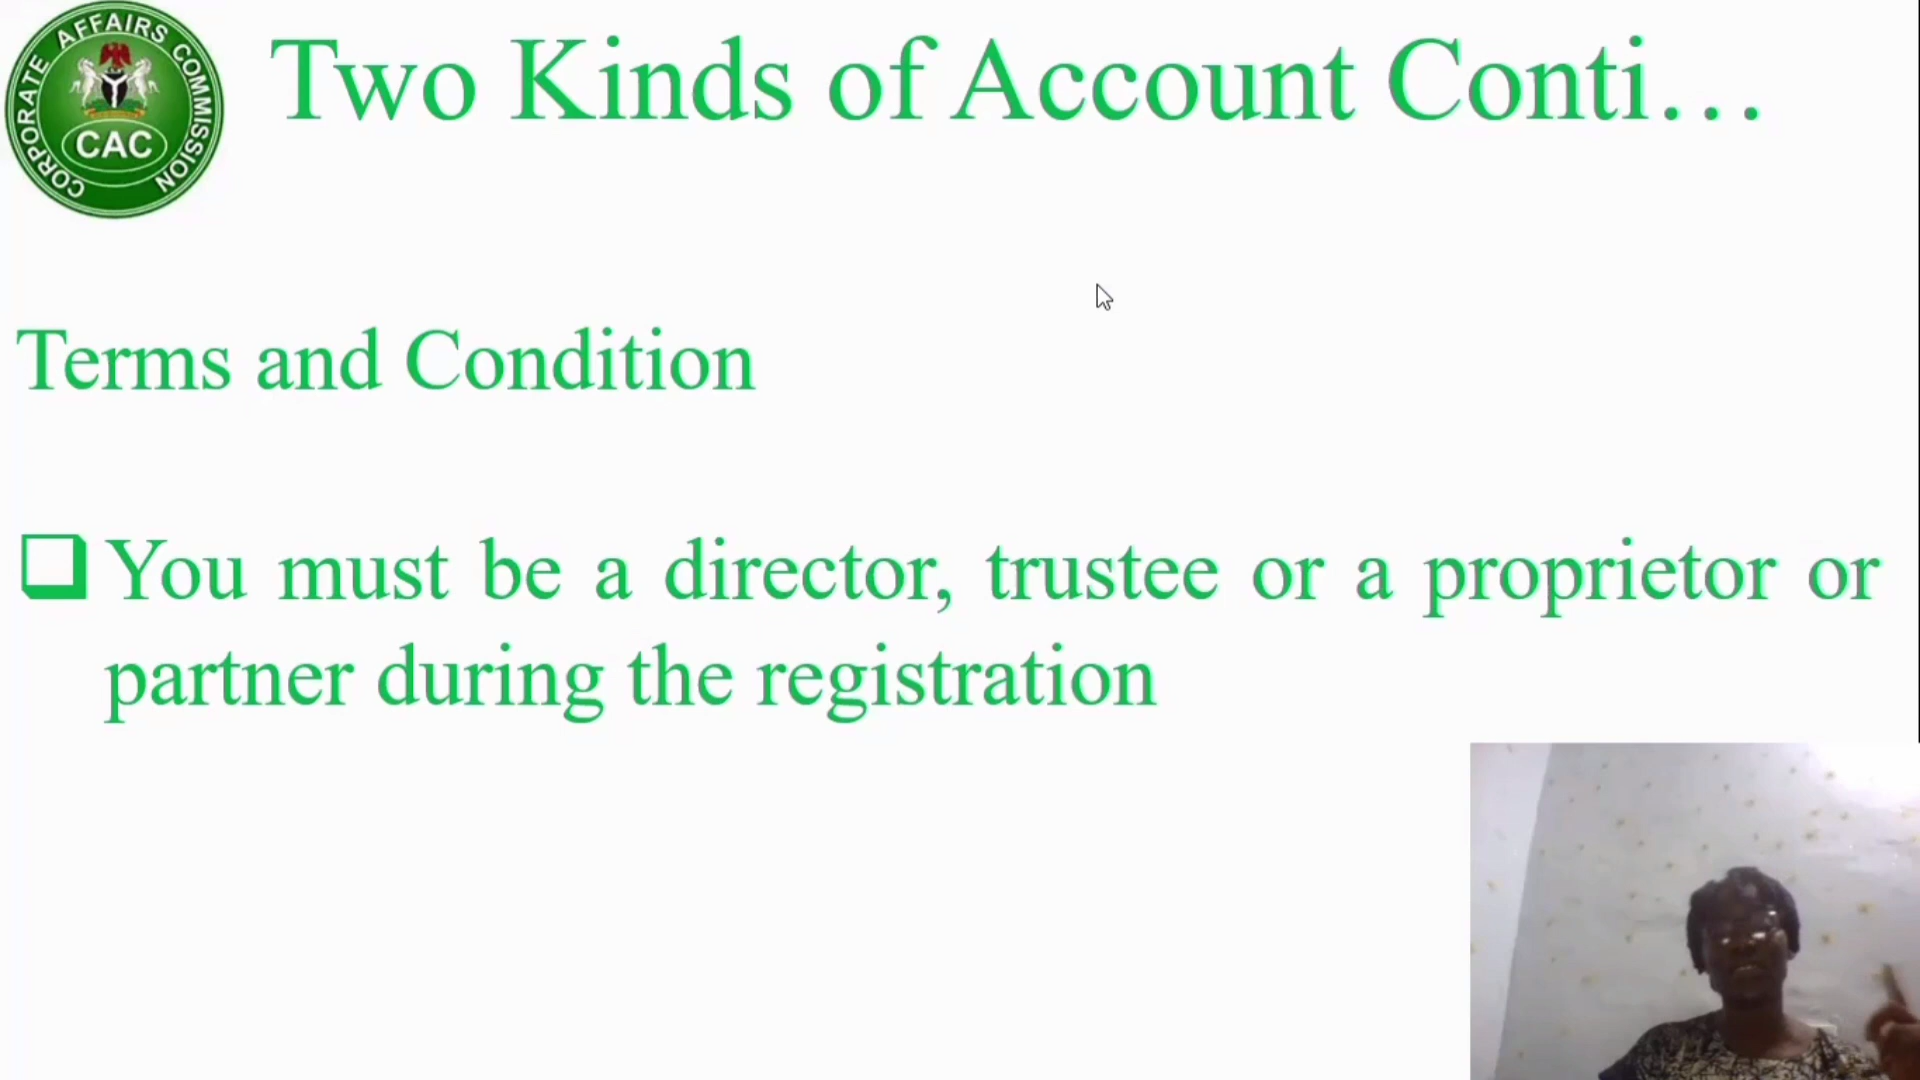 CORPORATE AFFAIRS COMMISSION
CAC
Two Kinds of Account Conti…
Terms and Condition
You must be a director, trustee or a proprietor or
partner during the registration